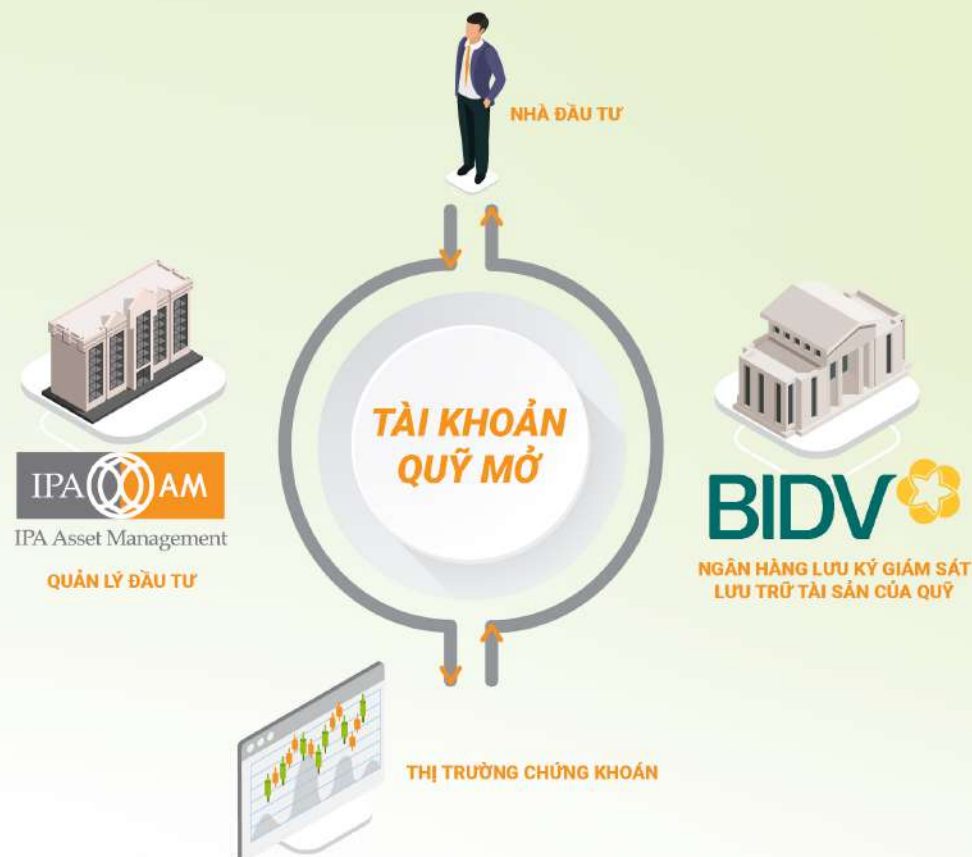 NHÀ ĐẦU TƯ
TÀI KHOẢN
QUỸ MỞ
IPA AM
IPA Asset Management
QUẢN LÝ ĐẦU TƯ
BIDV
NGÂN HÀNG LƯU KÝ GIÁM SÁT
LƯU TRỮ TÀI SẢN CỦA QUỸ
THỊ TRƯỜNG CHỨNG KHOÁN